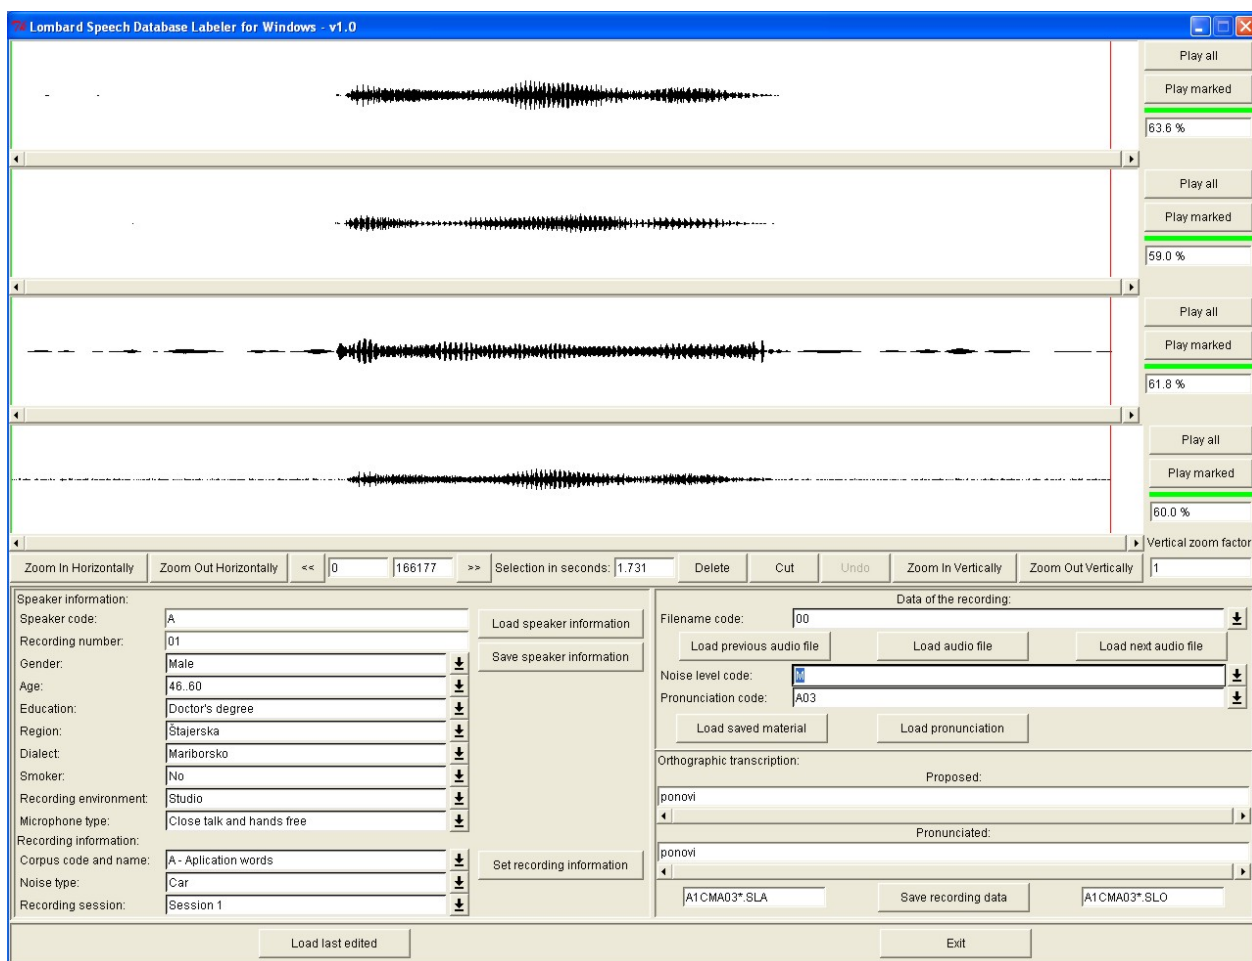 Lombard Speech Database Labeler for Windows - v1.0
Play all
Play marked
63.6 %
Play all
Play marked
59.0 %
Play all
Play marked
61.8 %
Play all
Play marked
60.0 %
Vertical zoom factor
Zoom In Horizontally Zoom Out Horizontally << 0 166177 >> Selection in seconds: 1.731 Delete Cut Undo Zoom In Vertically Zoom Out Vertically 1
Speaker information:
Speaker code: A
Recording number: 01
Gender: Male
Age: 46..60
Education: Doctor's degree
Region: Štajerska
Dialect: Mariborsko
Smoker: No
Recording environment: Studio
Microphone type: Close talk and hands free
Load speaker information
Save speaker information
Recording information:
Corpus code and name: A - Aplication words
Noise type: Car
Recording session: Session 1
Set recording information
Data of the recording:
Filename code: 00
Load previous audio file Load audio file Load next audio file
Noise level code: M
Pronunciation code: A03
Load saved material Load pronunciation
Orthographic transcription:
Proposed:
ponovi
Pronunciated:
ponovi
A1CMA03*.SLA Save recording data A1CMA03*.SLO
Load last edited Exit